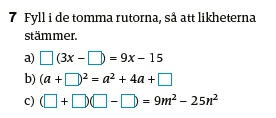 7 Fyll i de tomma rutorna, så att likheterna
stämmer.
a) □ (3x – □) = 9x – 15
b) (a + □)² = a² + 4a + □
c) (□ + □)(□ – □) = 9m² – 25n²